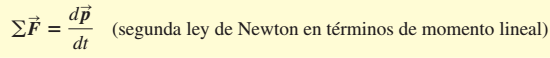 ΣF⃗ = dp⃗/dt (segunda ley de Newton en términos de momento lineal)